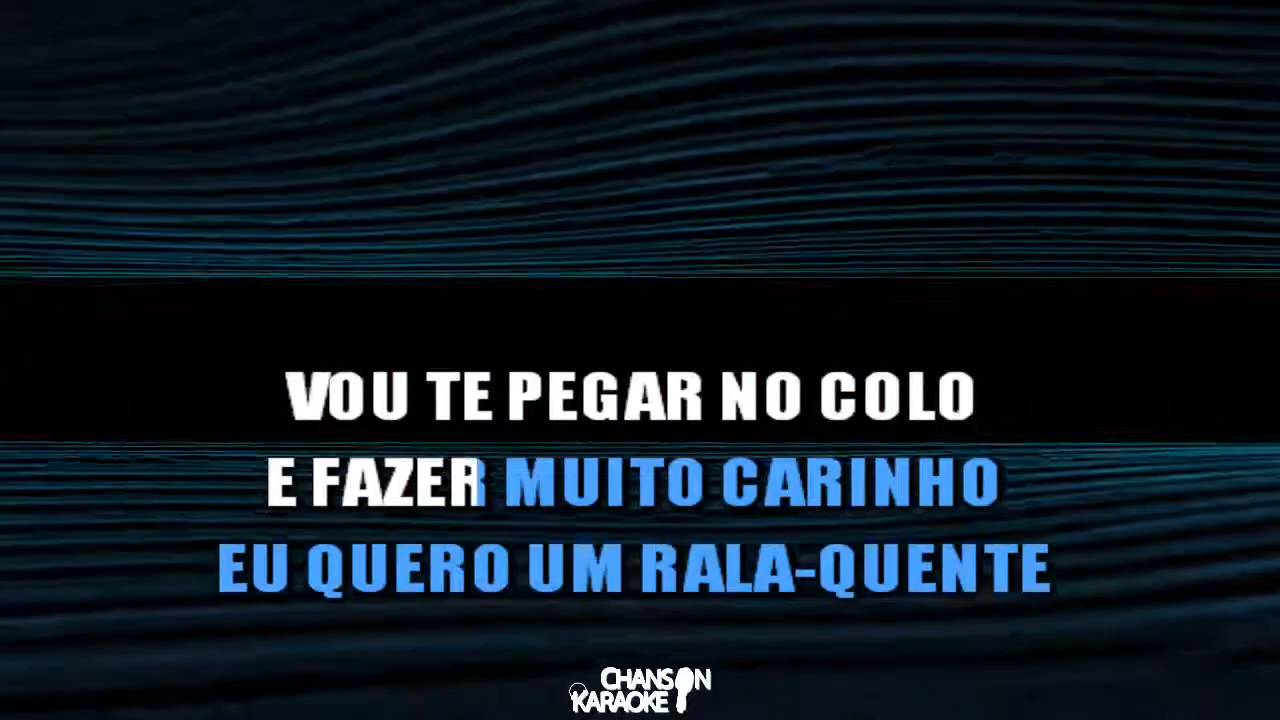 VOU TE PEGAR NO COLO
E FAZER MUITO CARINHO
EU QUERO UM RALA-QUENTE
CHANSON
KARAOKE